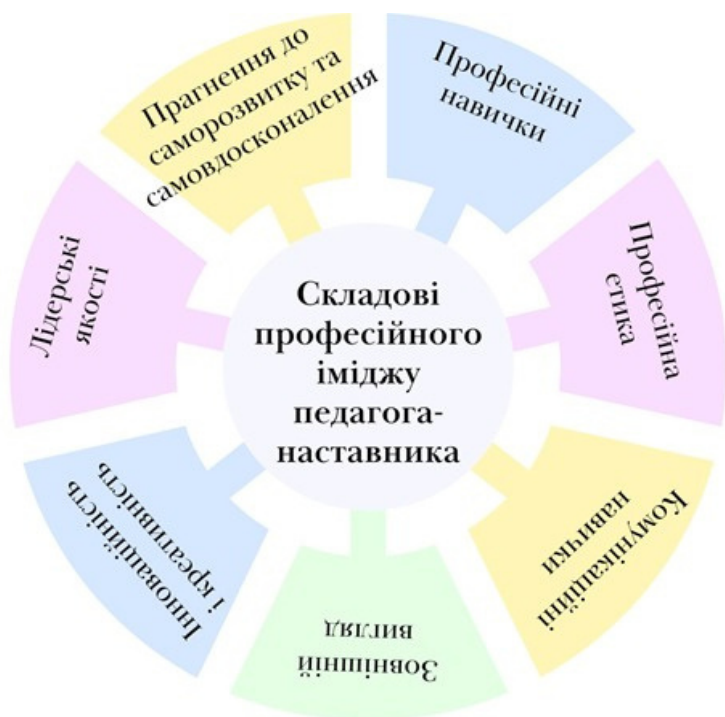 Складові
професійного
іміджу
педагога-
наставника
Професійні
навички
Професійна
етика
Комунікаційні
навички
Зовнішній
вигляд
Інноваційність
і креативність
Лідерські
якості
Прагнення до
саморозвитку та
самовдосконалення